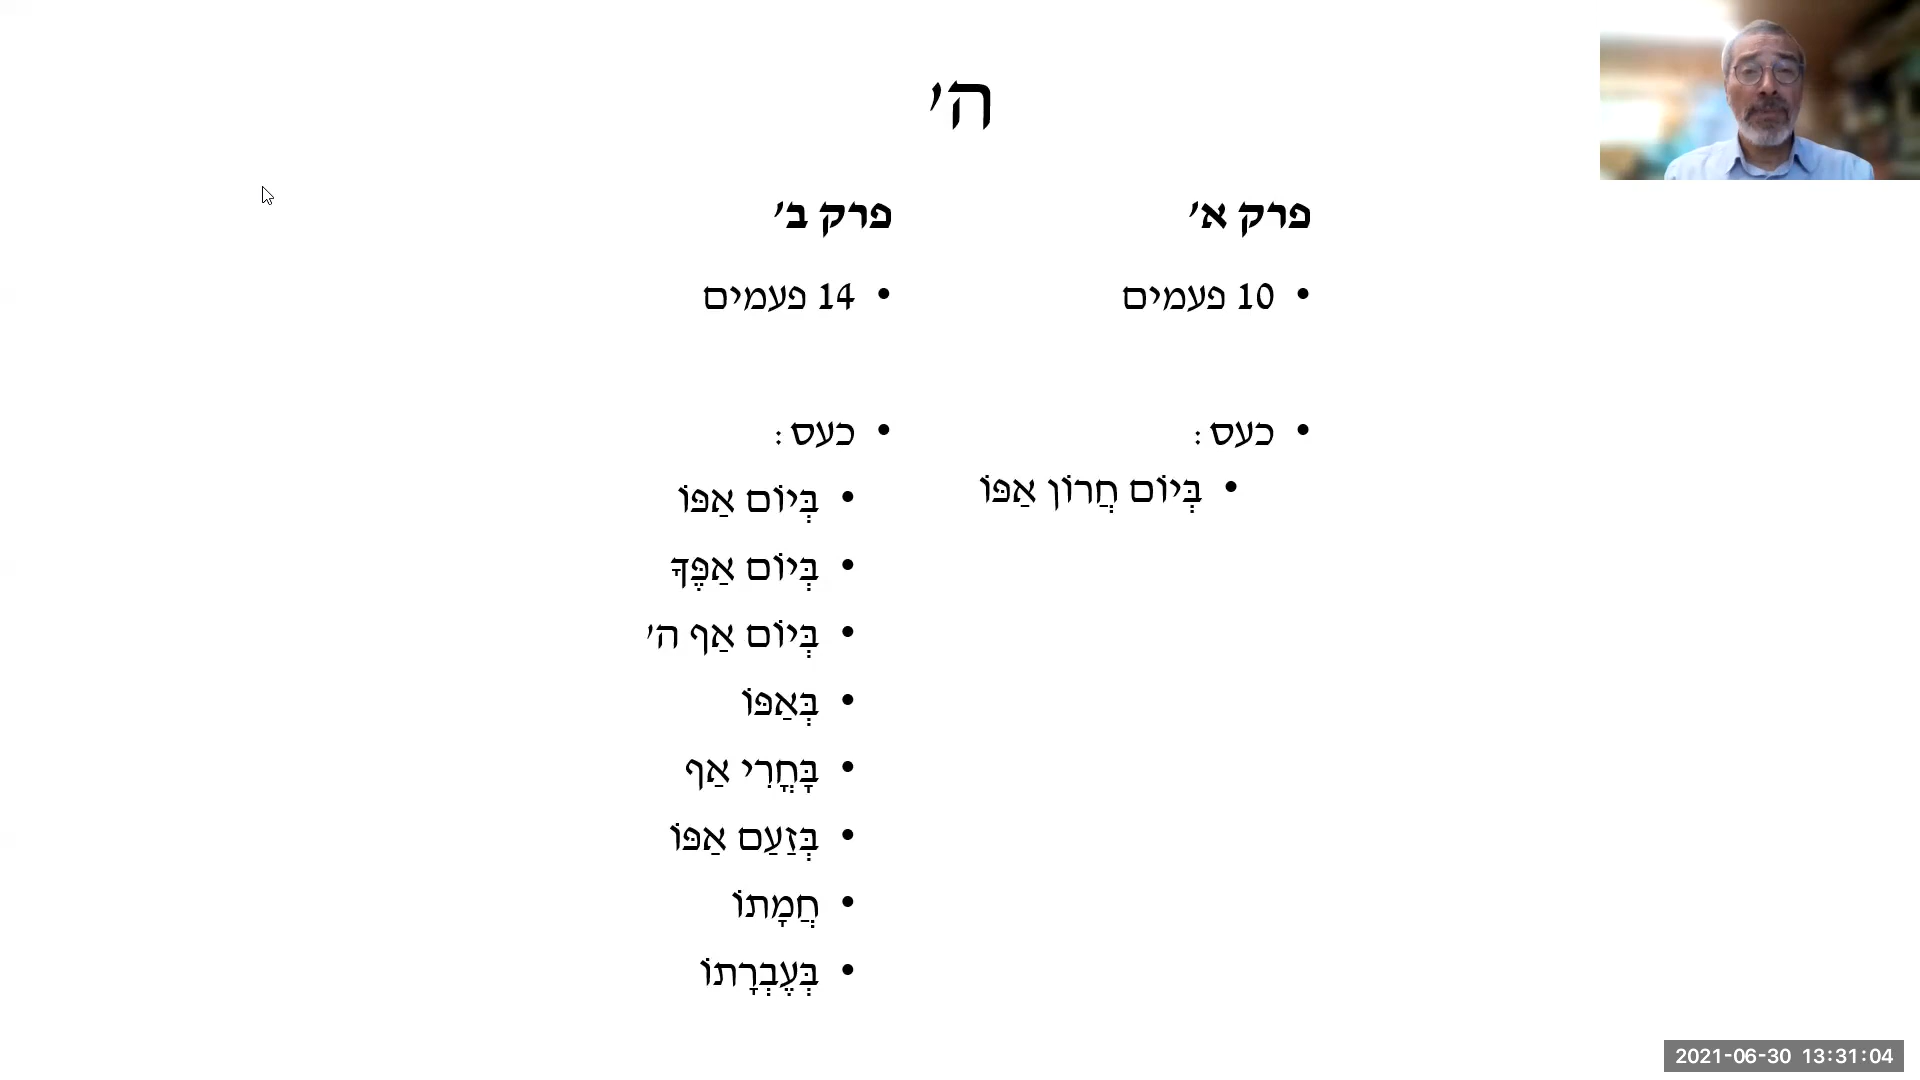 ה׳
פרק א׳
• 10 פעמים
• כעס:
• בְּיוֹם חֲרוֹן אַפּוֹ
פרק ב׳
• 14 פעמים
• כעס:
• בְּיוֹם אַפּוֹ
• בְּיוֹם אַפֶּךָ
• בְּיוֹם אַף ה׳
• בְּאַפּוֹ
• בָּחֳרִי אַף
• בְּזַעַם אַפּוֹ
• חֲמָתוֹ
• בְּעֶבְרָתוֹ
2021-06-30 13:31:04